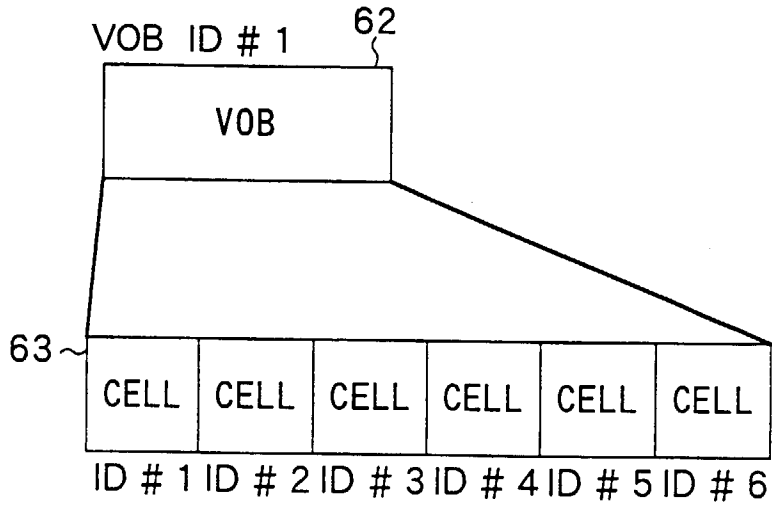 VOB ID # 1 62
VOB
63
CELL CELL CELL CELL CELL CELL
ID # 1 ID # 2 ID # 3 ID # 4 ID # 5 ID # 6